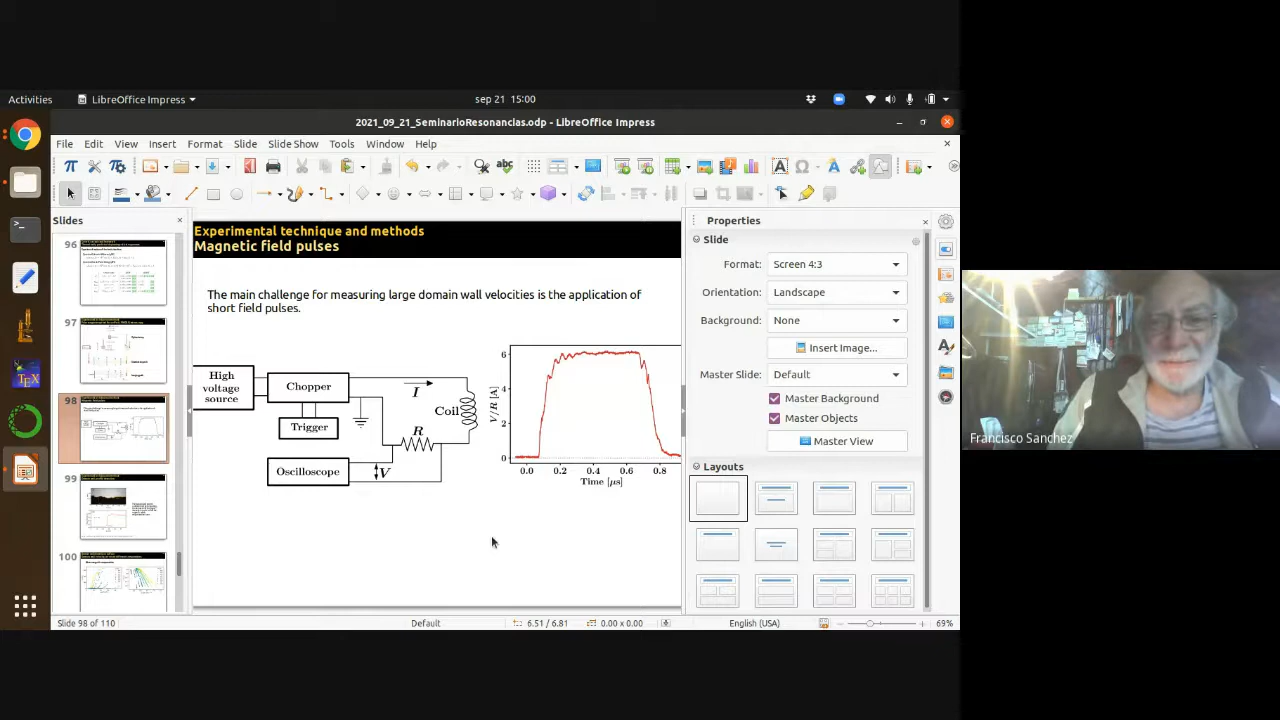 Activities
LibreOffice Impress
sep 21 15:00
2021_09_21_SeminarioResonancias.odp - LibreOffice Impress
File Edit View Insert Format Slide Slide Show Tools Window Help
Slides
Properties
96
97
98
99
100
Experimental technique and methods
Magnetic field pulses
The main challenge for measuring large domain wall velocities is the application of
short field pulses.
High
voltage
source
Chopper
Trigger
Oscilloscope
I
Coil
R
V
V/R [A]
6
4
2
0
0.0 0.2 0.4 0.6 0.8
Time [μs]
Slide
Format: Screen 4:3
Orientation: Landscape
Background: None
Insert Image...
Master Slide: Default
Master Background
Master Objects
Master View
Layouts
Francisco Sanchez
Slide 98 of 110
Default
6.51 / 6.81
0.00 x 0.00
English (USA)
69%